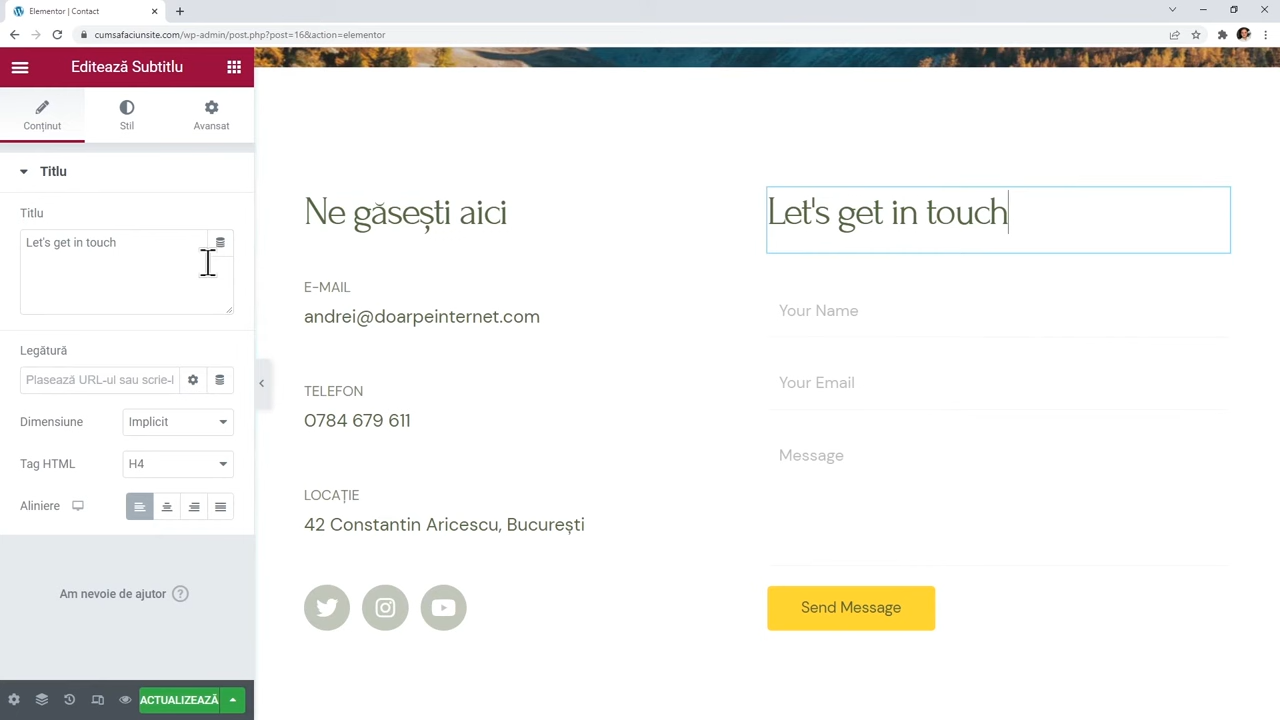 Elementor | Contact
cumsafaciunsite.com/wp-admin/post.php?post=16&action=elementor
Editează Subtitlu
Conținut
Stil
Avansat
Titlu
Titlu
Let's get in touch
Legătură
Plasează URL-ul sau scrie-l
Dimensiune
Implicit
Tag HTML
H4
Aliniere
Am nevoie de ajutor ?
ACTUALIZEAZĂ
Ne găsești aici
E-MAIL
andrei@doarpeinternet.com
TELEFON
0784 679 611
LOCAȚIE
42 Constantin Aricescu, București
Let's get in touch
Your Name
Your Email
Message
Send Message